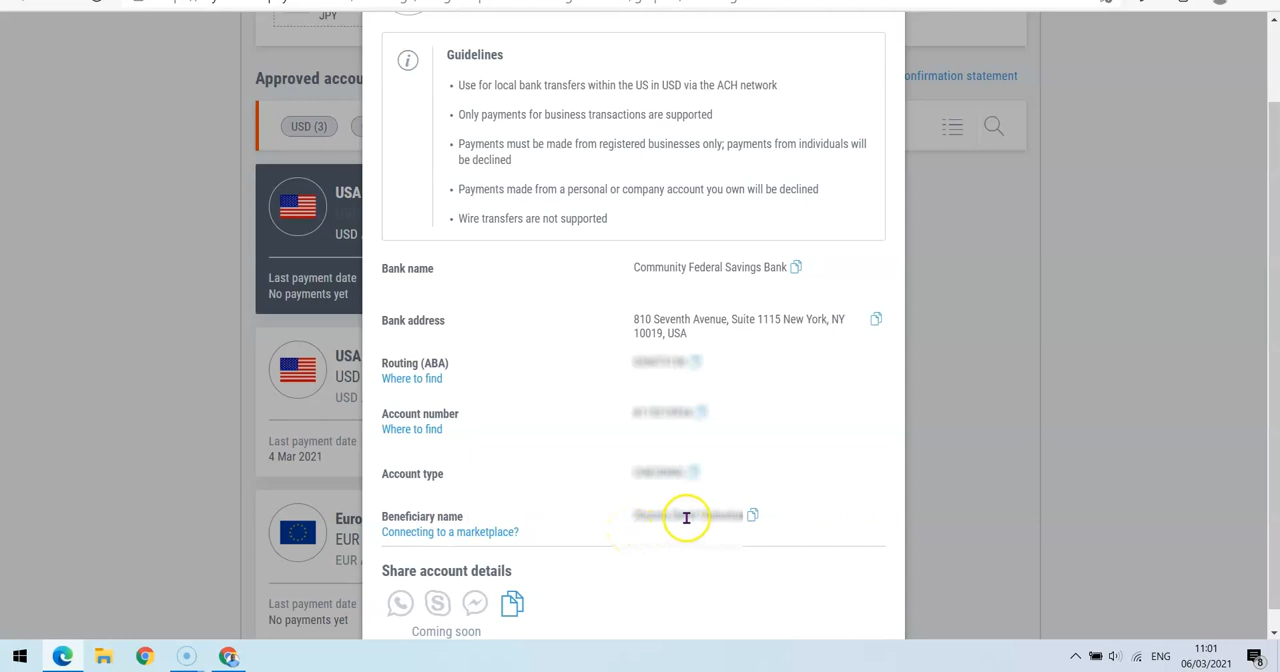 JPY
Approved accou
onfirmation statement
USD (3)
USA
USD
Last payment date
No payments yet
USA
USD
USD
Last payment date
4 Mar 2021
Euro
EUR
EUR
Last payment date
No payments yet
Guidelines
• Use for local bank transfers within the US in USD via the ACH network
• Only payments for business transactions are supported
• Payments must be made from registered businesses only; payments from individuals will
be declined
• Payments made from a personal or company account you own will be declined
• Wire transfers are not supported
Bank name
Community Federal Savings Bank
Bank address
810 Seventh Avenue, Suite 1115 New York, NY
10019, USA
Routing (ABA)
Where to find
Account number
Where to find
Account type
Beneficiary name
Connecting to a marketplace?
Share account details
Coming soon
ENG
11:01
06/03/2021
8